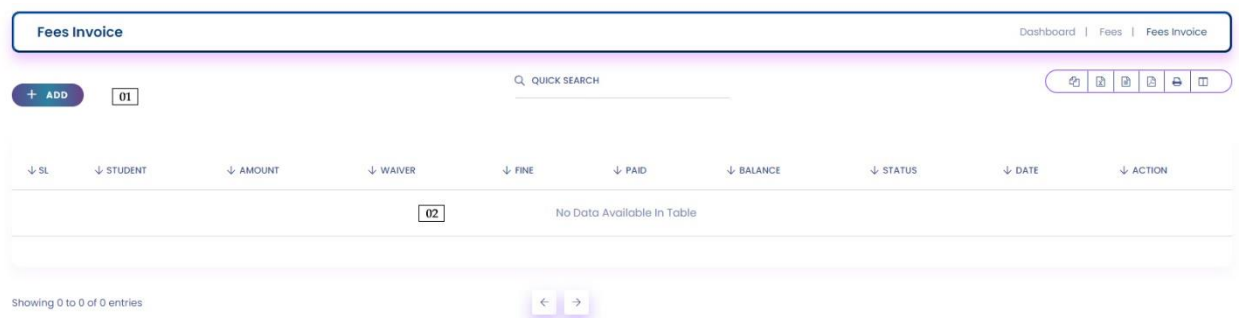 Fees Invoice
Dashboard | Fees | Fees Invoice
+ ADD
01
QUICK SEARCH
↓ SL ↓ STUDENT ↓ AMOUNT ↓ WAIVER ↓ FINE ↓ PAID ↓ BALANCE ↓ STATUS ↓ DATE ↓ ACTION
02 No Data Available In Table
Showing 0 to 0 of 0 entries
← →